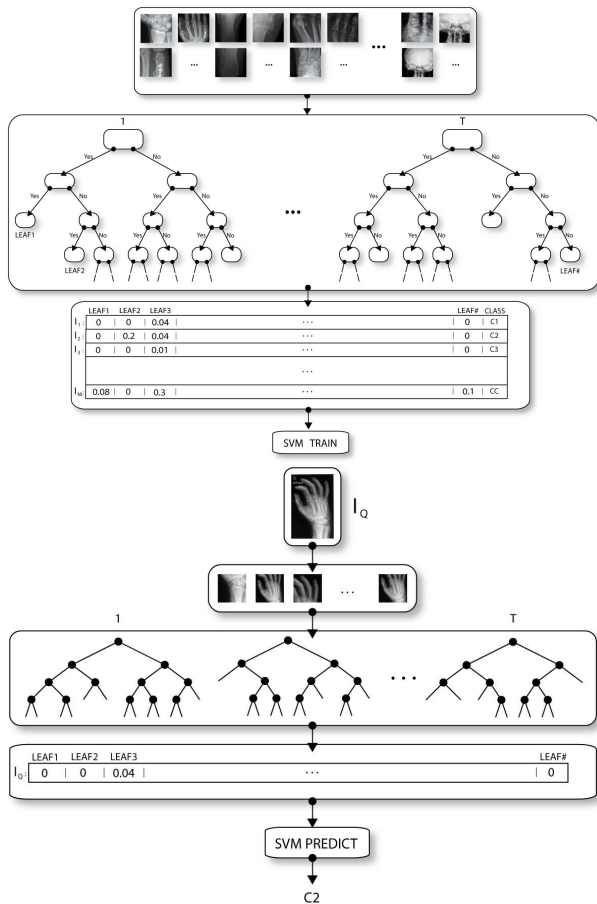 ...
... ... ... ...
1 T
Yes No Yes No
Yes No Yes No ... Yes No Yes No
LEAF1 Yes No Yes No Yes No Yes No Yes No Yes No
LEAF2 LEAF#
LEAF1 LEAF2 LEAF3 LEAF# CLASS
I1: 0 | 0 | 0.04 | ... | 0 | C1
I2: 0 | 0.2 | 0.04 | ... | 0 | C2
I3: 0 | 0 | 0.01 | ... | 0 | C3
...
INI: 0.08 | 0 | 0.3 | ... | 0.1 | CC
SVM TRAIN
IQ
...
1 T
...
LEAF1 LEAF2 LEAF3 LEAF#
IQ: 0 | 0 | 0.04 | ... | 0
SVM PREDICT
C2